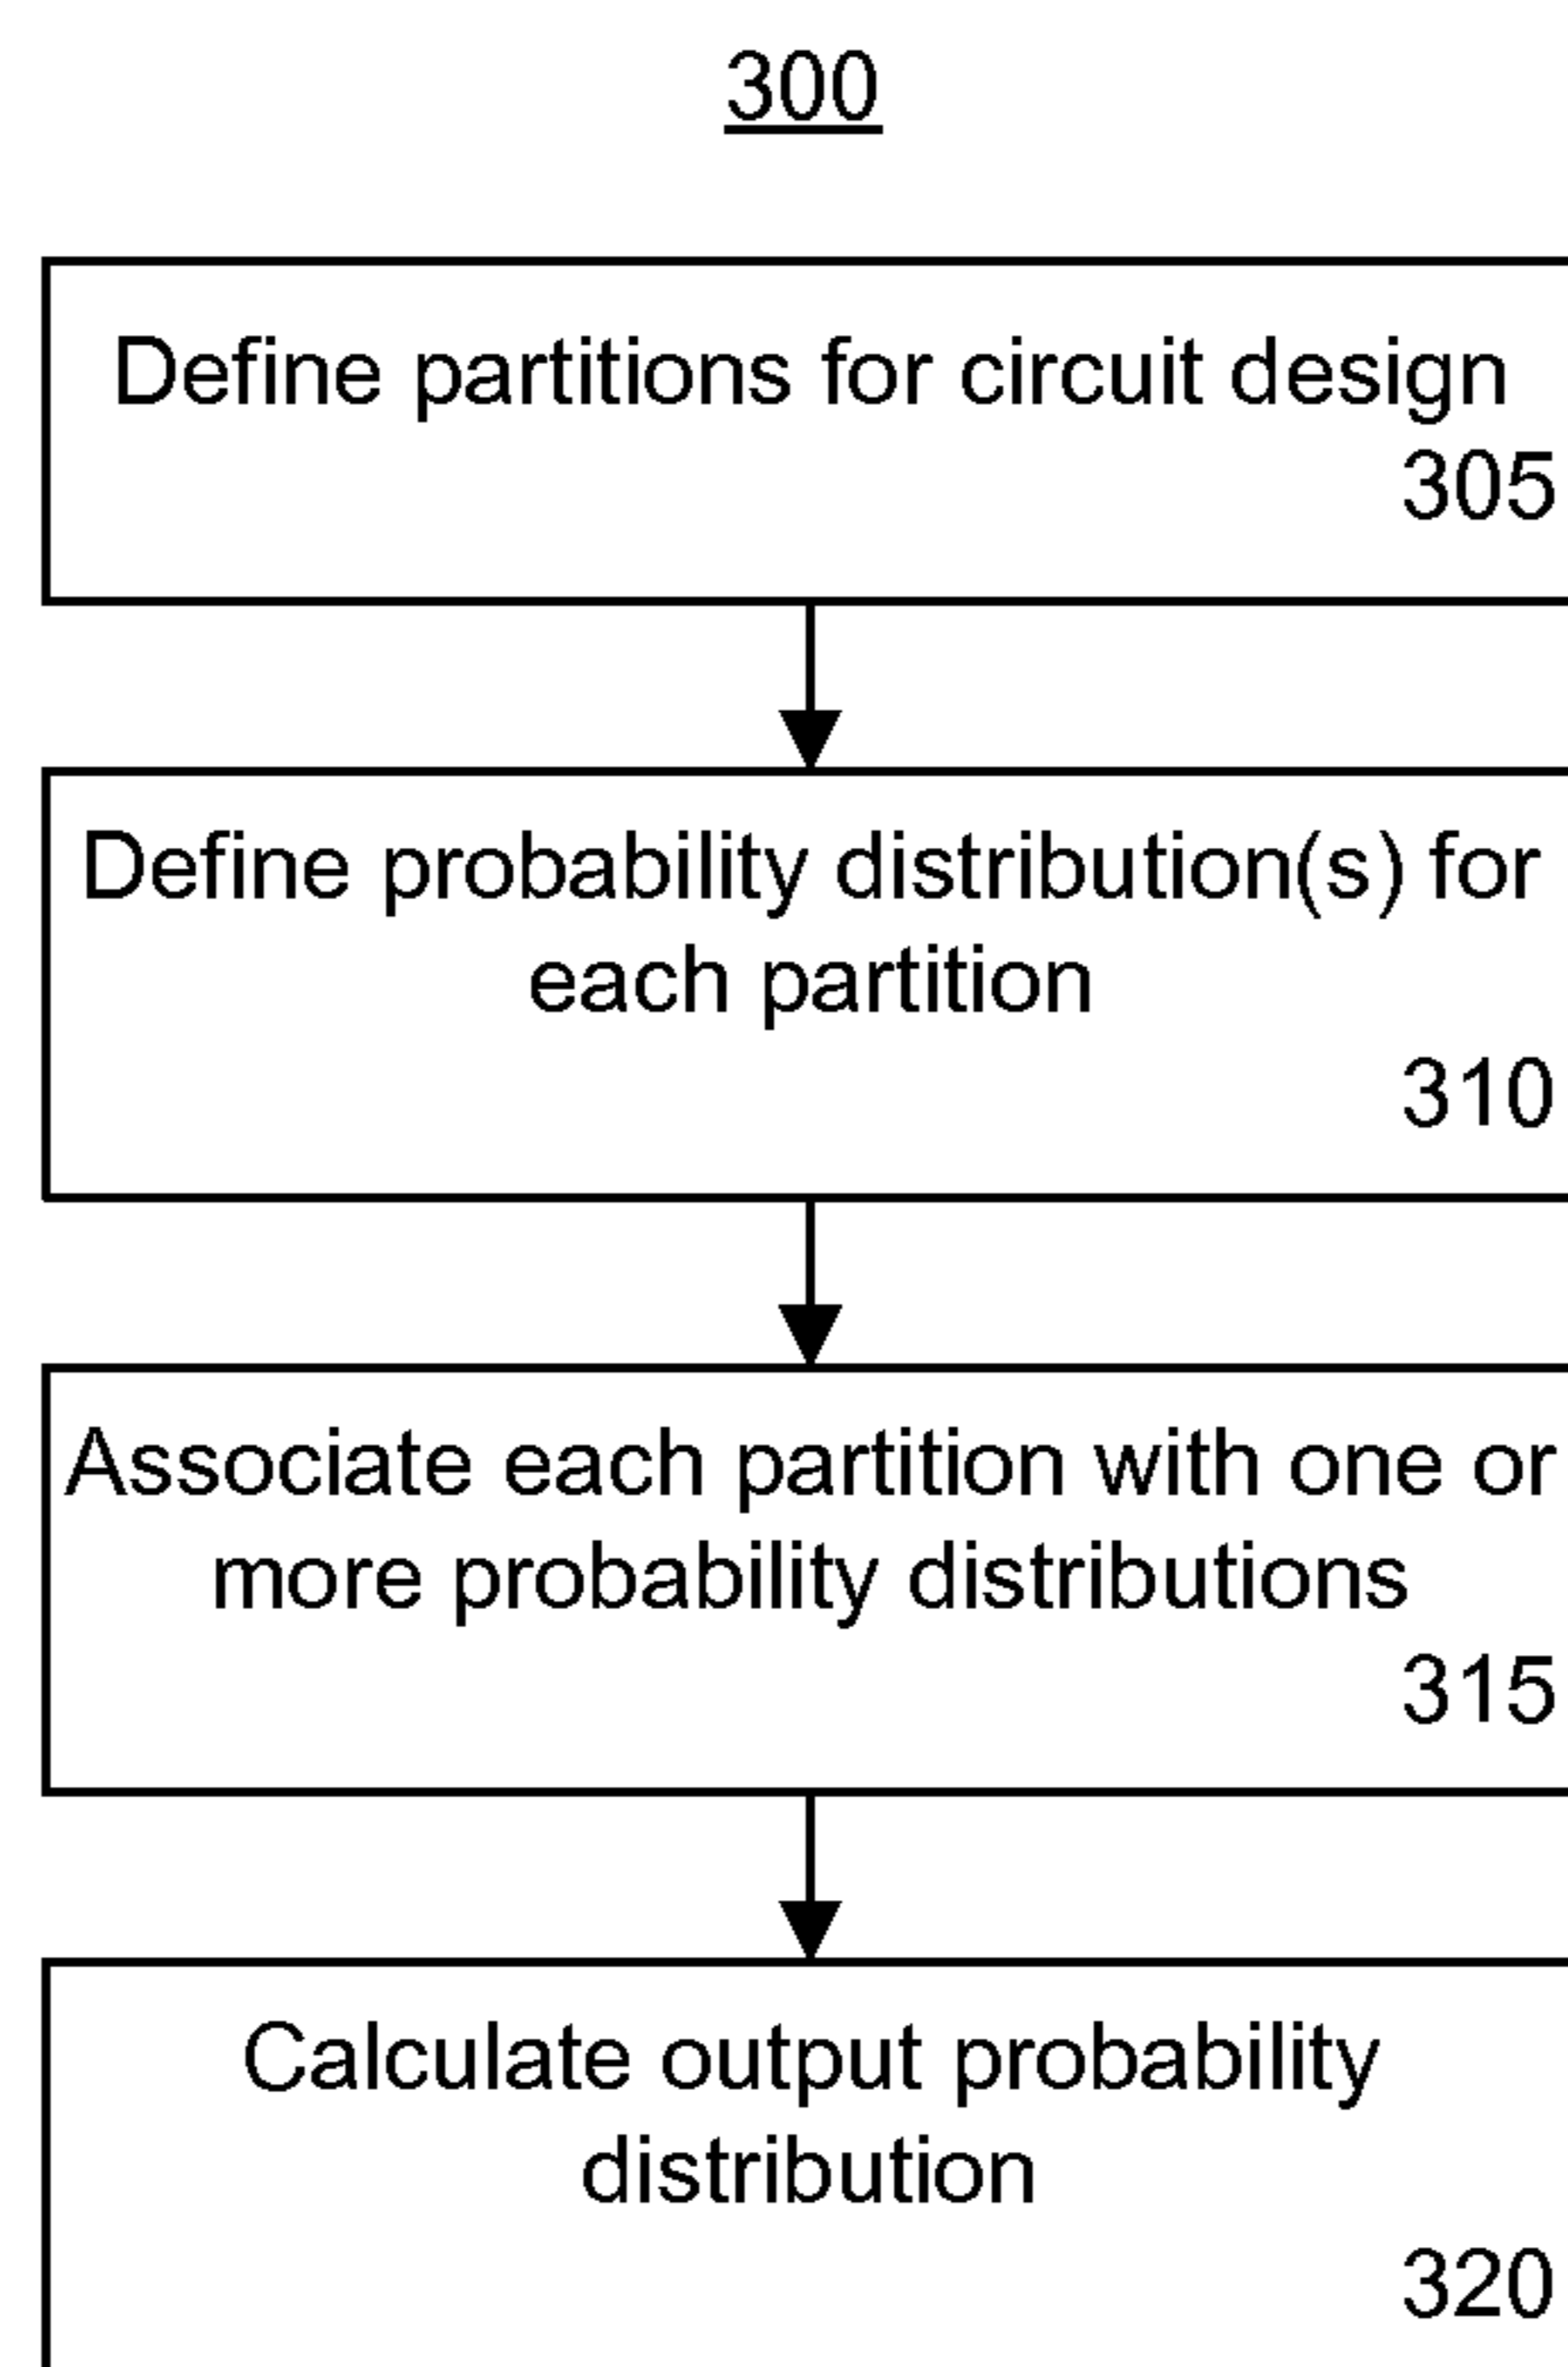 300
Define partitions for circuit design
305
Define probability distribution(s) for
each partition
310
Associate each partition with one or
more probability distributions
315
Calculate output probability
distribution
320